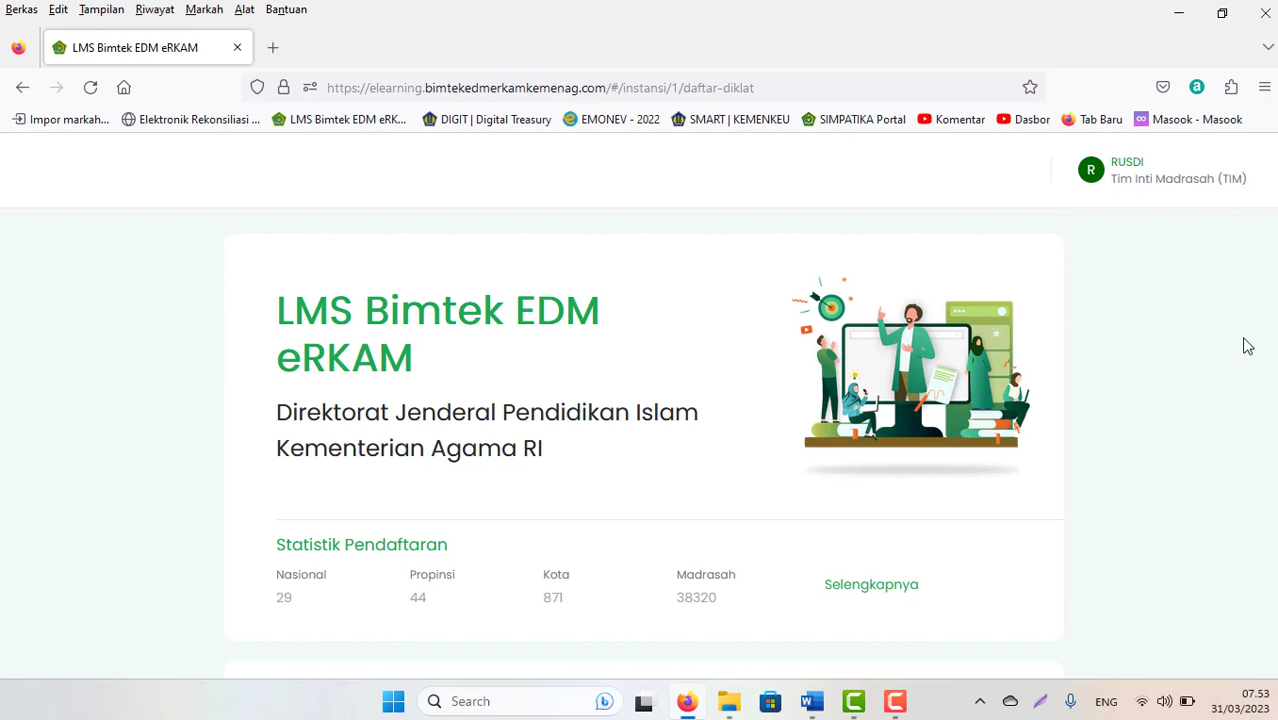 Berkas Edit Tampilan Riwayat Markah Alat Bantuan
LMS Bimtek EDM eRKAM
https://elearning.bimtekedmerkamkemenag.com/#/instansi/1/daftar-diklat
Impor markah... Elektronik Rekonsiliasi ... LMS Bimtek EDM eRK... DIGIT | Digital Treasury EMONEV - 2022 SMART | KEMENKEU SIMPATIKA Portal Komentar Dasbor Tab Baru Masook - Masook
R
RUSDI
Tim Inti Madrasah (TIM)
LMS Bimtek EDM
eRKAM
Direktorat Jenderal Pendidikan Islam
Kementerian Agama RI
Statistik Pendaftaran
Nasional Propinsi Kota Madrasah
29 44 871 38320
Selengkapnya
Search
ENG
07.53
31/03/2023